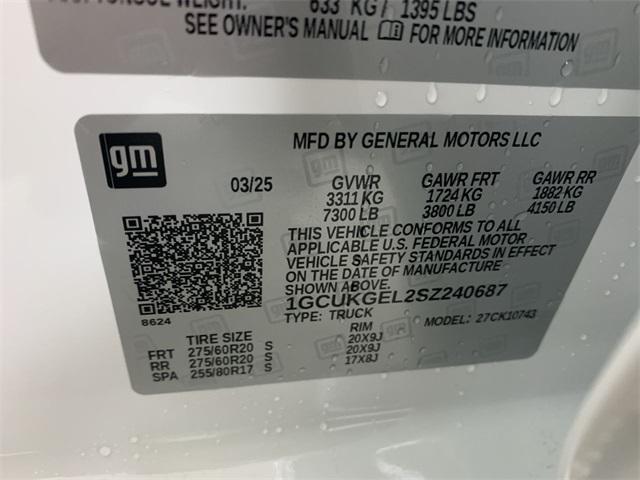 TONGUE WEIGHT: 633 KG / 1395 LBS
SEE OWNER'S MANUAL FOR MORE INFORMATION
gm
MFD BY GENERAL MOTORS LLC
03/25 GVWR GAWR FRT GAWR RR
3311 KG 1724 KG 1882 KG
7300 LB 3800 LB 4150 LB
THIS VEHICLE CONFORMS TO ALL
APPLICABLE U.S. FEDERAL MOTOR
VEHICLE SAFETY STANDARDS IN EFFECT
ON THE DATE OF MANUFACTURE
SHOWN ABOVE.
1GCUKGEL2SZ240687
8624
TYPE: TRUCK MODEL: 27CK10743
TIRE SIZE RIM
FRT 275/60R20 S 20X9J
RR 275/60R20 S 20X9J
SPA 255/80R17 S 17X8J